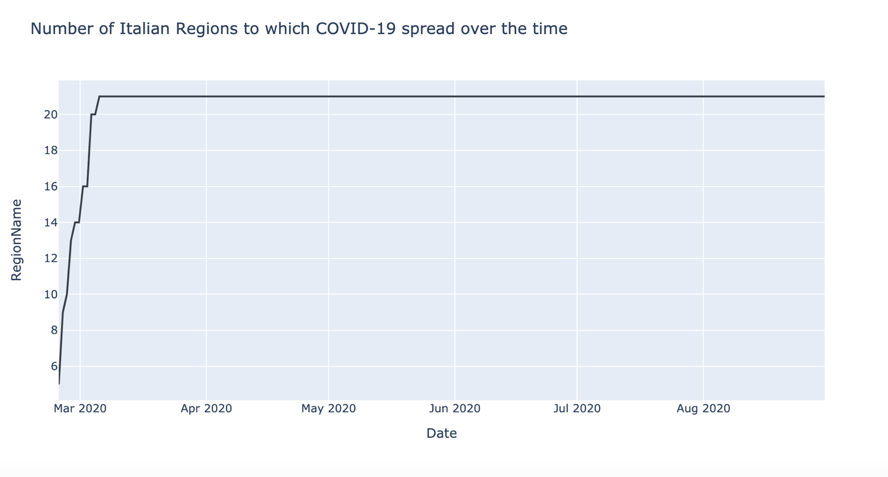 Number of Italian Regions to which COVID-19 spread over the time
RegionName
20
18
16
14
12
10
8
6
Mar 2020 Apr 2020 May 2020 Jun 2020 Jul 2020 Aug 2020
Date